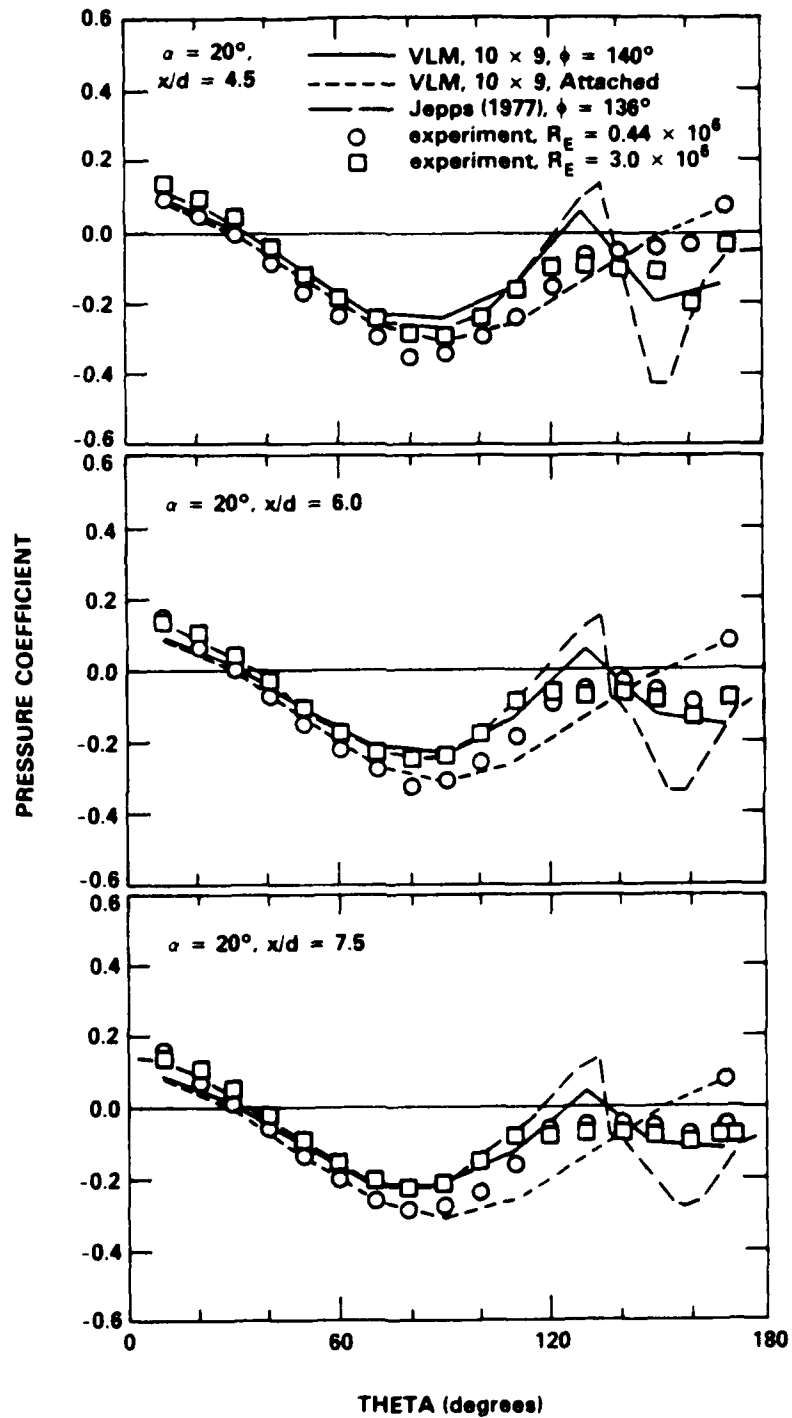 0.6
α = 20°,
x/d = 4.5
VLM, 10 × 9, ϕ = 140°
VLM, 10 × 9, Attached
Jepps (1977), ϕ = 136°
experiment, R_E = 0.44 × 10⁶
experiment, R_E = 3.0 × 10⁶
0.4
0.2
0.0
-0.2
-0.4
-0.6
0.6
α = 20°, x/d = 6.0
0.4
0.2
0.0
-0.2
-0.4
-0.6
PRESSURE COEFFICIENT
0.6
α = 20°, x/d = 7.5
0.4
0.2
0.0
-0.2
-0.4
-0.6
0
60
120
180
THETA (degrees)